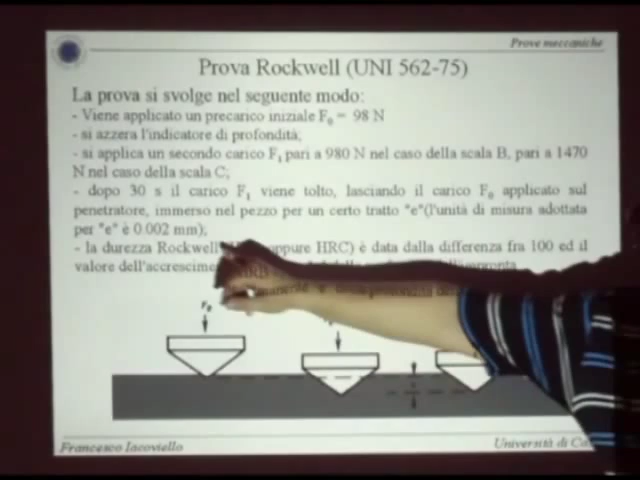 Prove meccaniche
Prova Rockwell (UNI 562-75)
La prova si svolge nel seguente modo:
- Viene applicato un precarico iniziale F0 = 98 N
- si azzera l'indicatore di profondità;
- si applica un secondo carico F1 pari a 980 N nel caso della scala B, pari a 1470
N nel caso della scala C;
- dopo 30 s il carico F1 viene tolto, lasciando il carico F0 applicato sul
penetratore, immerso nel pezzo per un certo tratto "e"(l'unità di misura adottata
per "e" è 0.002 mm);
- la durezza Rockwell oppure HRC) è data dalla differenza fra 100 ed il
valore dell'accrescime
HRB
F0
Francesco Iacoviello
Università di Ca